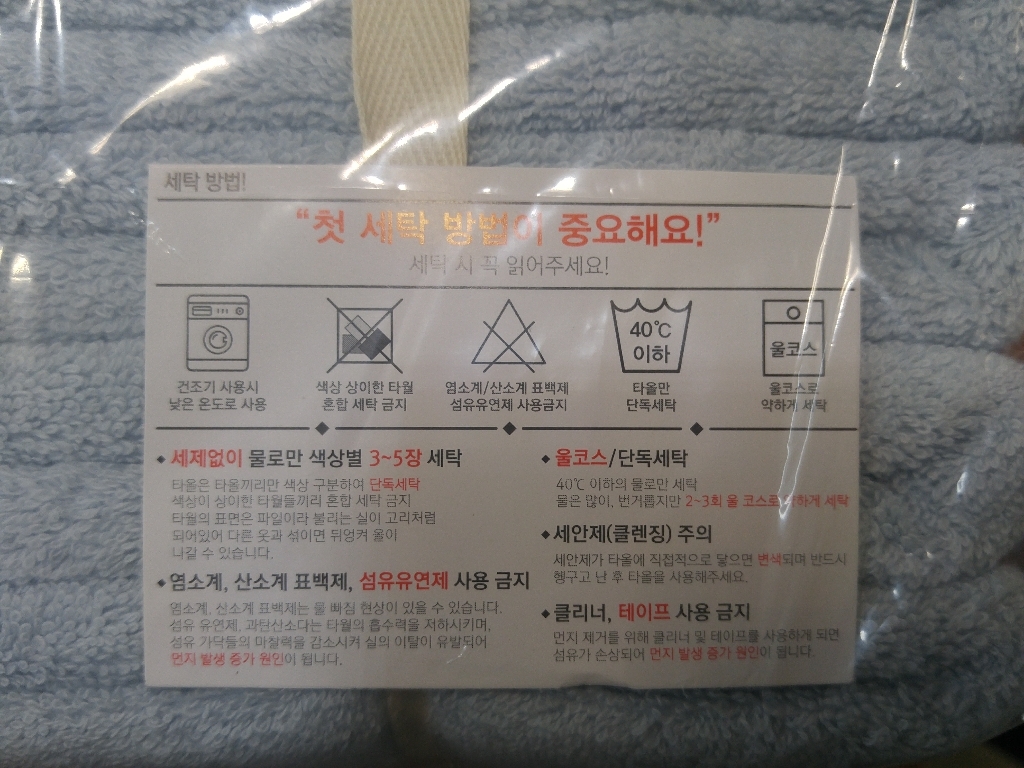 세탁 방법!
“첫 세탁 방법이 중요해요!”
세탁 시 꼭 읽어주세요!
건조기 사용시
낮은 온도로 사용
색상 상이한 타월
혼합 세탁 금지
염소계/산소계 표백제
섬유유연제 사용금지
40℃
이하
타올만
단독세탁
울코스
울코스로
약하게 세탁
세제없이 물로만 색상별 3~5장 세탁
타올은 타올끼리만 색상 구분하여 단독세탁
색상이 상이한 타월들끼리 혼합 세탁 금지
타월의 표면은 파일이라 불리는 실이 고리처럼
되어있어 다른 옷과 섞이면 뒤엉켜 올이
나갈 수 있습니다.
염소계, 산소계 표백제, 섬유유연제 사용 금지
염소계, 산소계 표백제는 물 빠짐 현상이 있을 수 있습니다.
섬유 유연제, 과탄산소다는 타월의 흡수력을 저하시키며,
섬유 가닥들의 마찰력을 감소시켜 실의 이탈이 유발되어
먼지 발생 증가 원인이 됩니다.
울코스/단독세탁
40℃ 이하의 물로만 세탁
물은 많이, 번거롭지만 2~3회 울 코스로 약하게 세탁
세안제(클렌징) 주의
세안제가 타올에 직접적으로 닿으면 변색되며 반드시
헹구고 난 후 타올을 사용해주세요.
클리너, 테이프 사용 금지
먼지 제거를 위해 클리너 및 테이프를 사용하게 되면
섬유가 손상되어 먼지 발생 증가 원인이 됩니다.